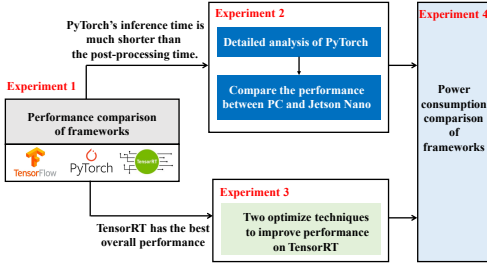 PyTorch's inference time is
much shorter than
the post-processing time.
Experiment 1
Performance comparison
of frameworks
TensorFlow
PyTorch
TensorRT
TensorRT has the best
overall performance
Experiment 2
Detailed analysis of PyTorch
Compare the performance
between PC and Jetson Nano
Experiment 3
Two optimize techniques
to improve performance
on TensorRT
Experiment 4
Power
consumption
comparison
of
frameworks